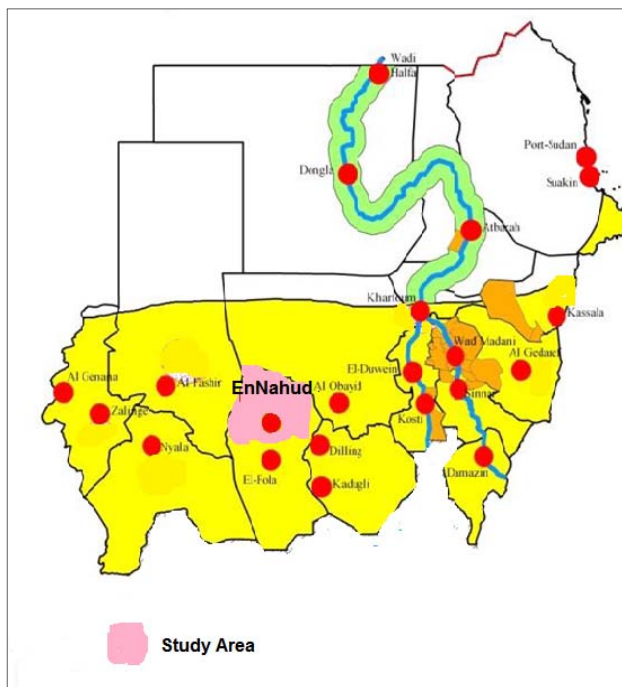 Wadi
Halfa
Port-Sudan
Dongla
Suakin
Atbarah
Khartoum
Kassala
Wad Madani
Al Gedaref
El-Duwein
Al Genana
Al-Fashir
EnNahud
Al Obayid
Zalinge
Sinnar
Kosti
Nyala
Dilling
El-Fola
Damazin
Kadugli
Study Area